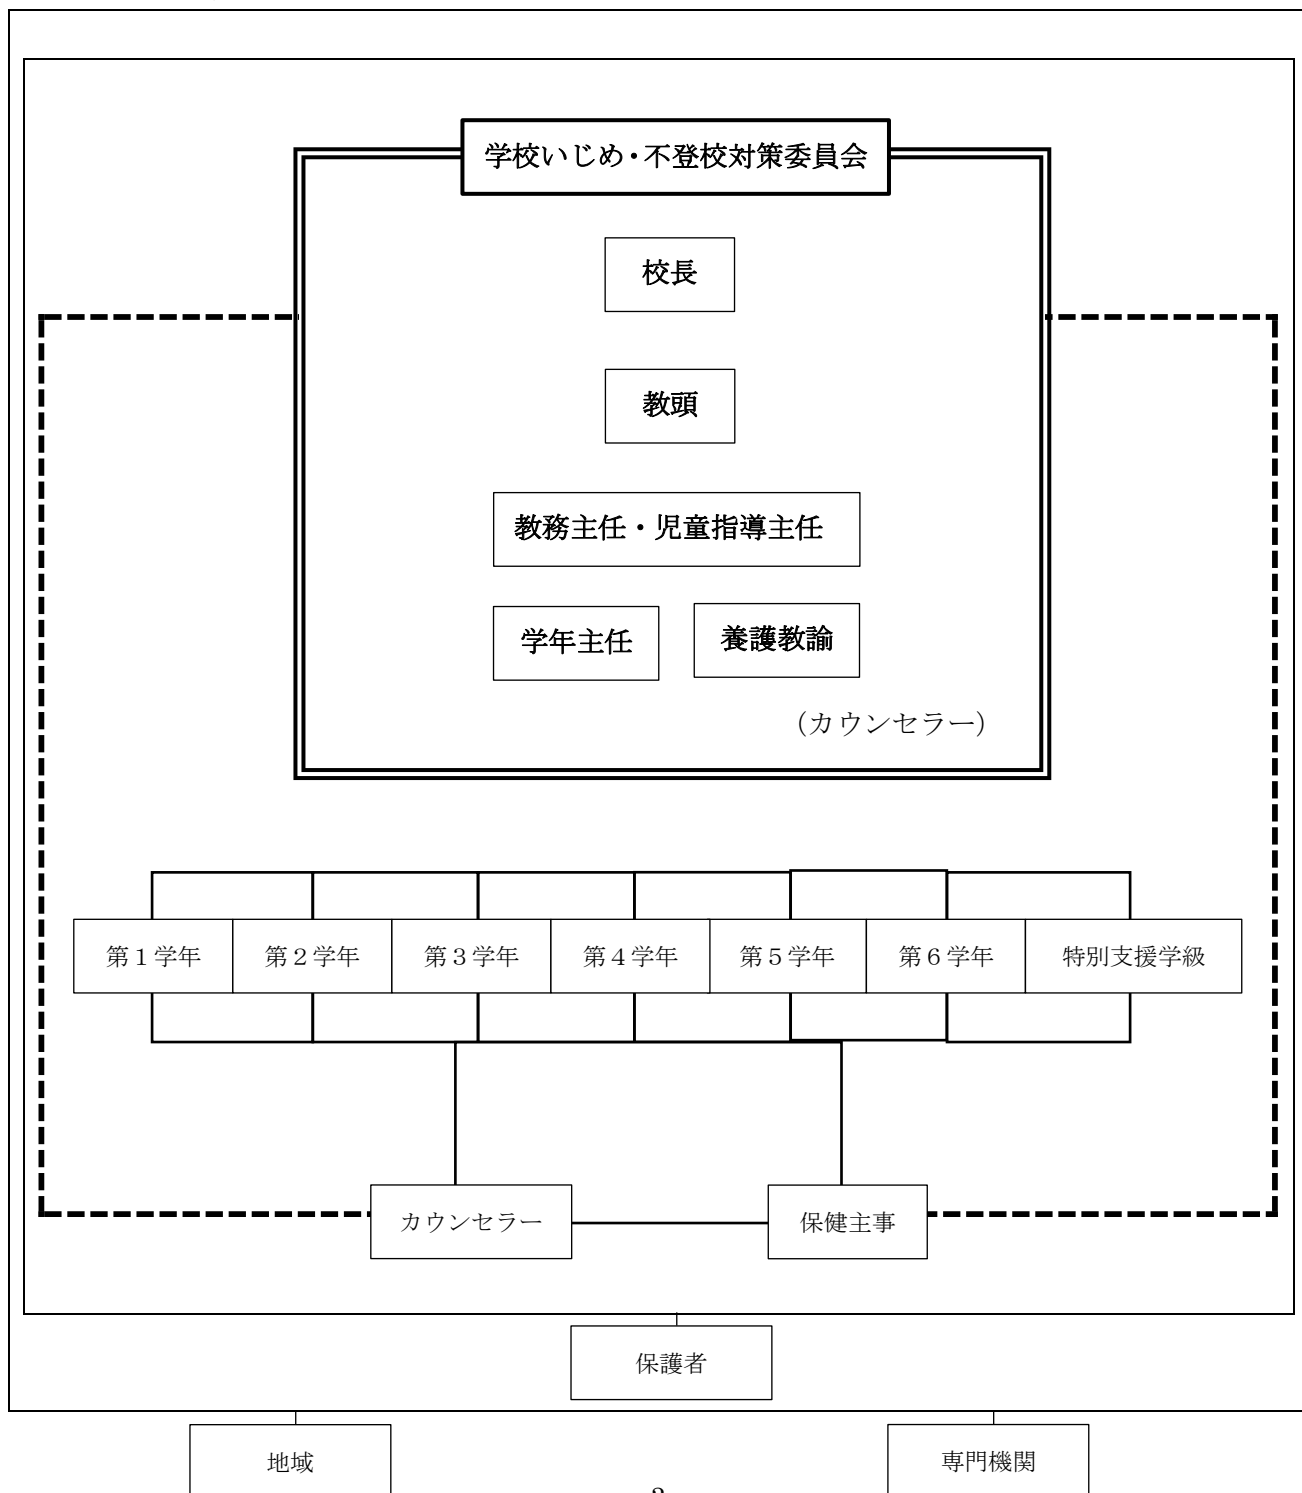 学校いじめ・不登校対策委員会
校長
教頭
教務主任・児童指導主任
学年主任
養護教諭
（カウンセラー）
第１学年
第２学年
第３学年
第４学年
第５学年
第６学年
特別支援学級
カウンセラー
保健主事
保護者
地域
専門機関